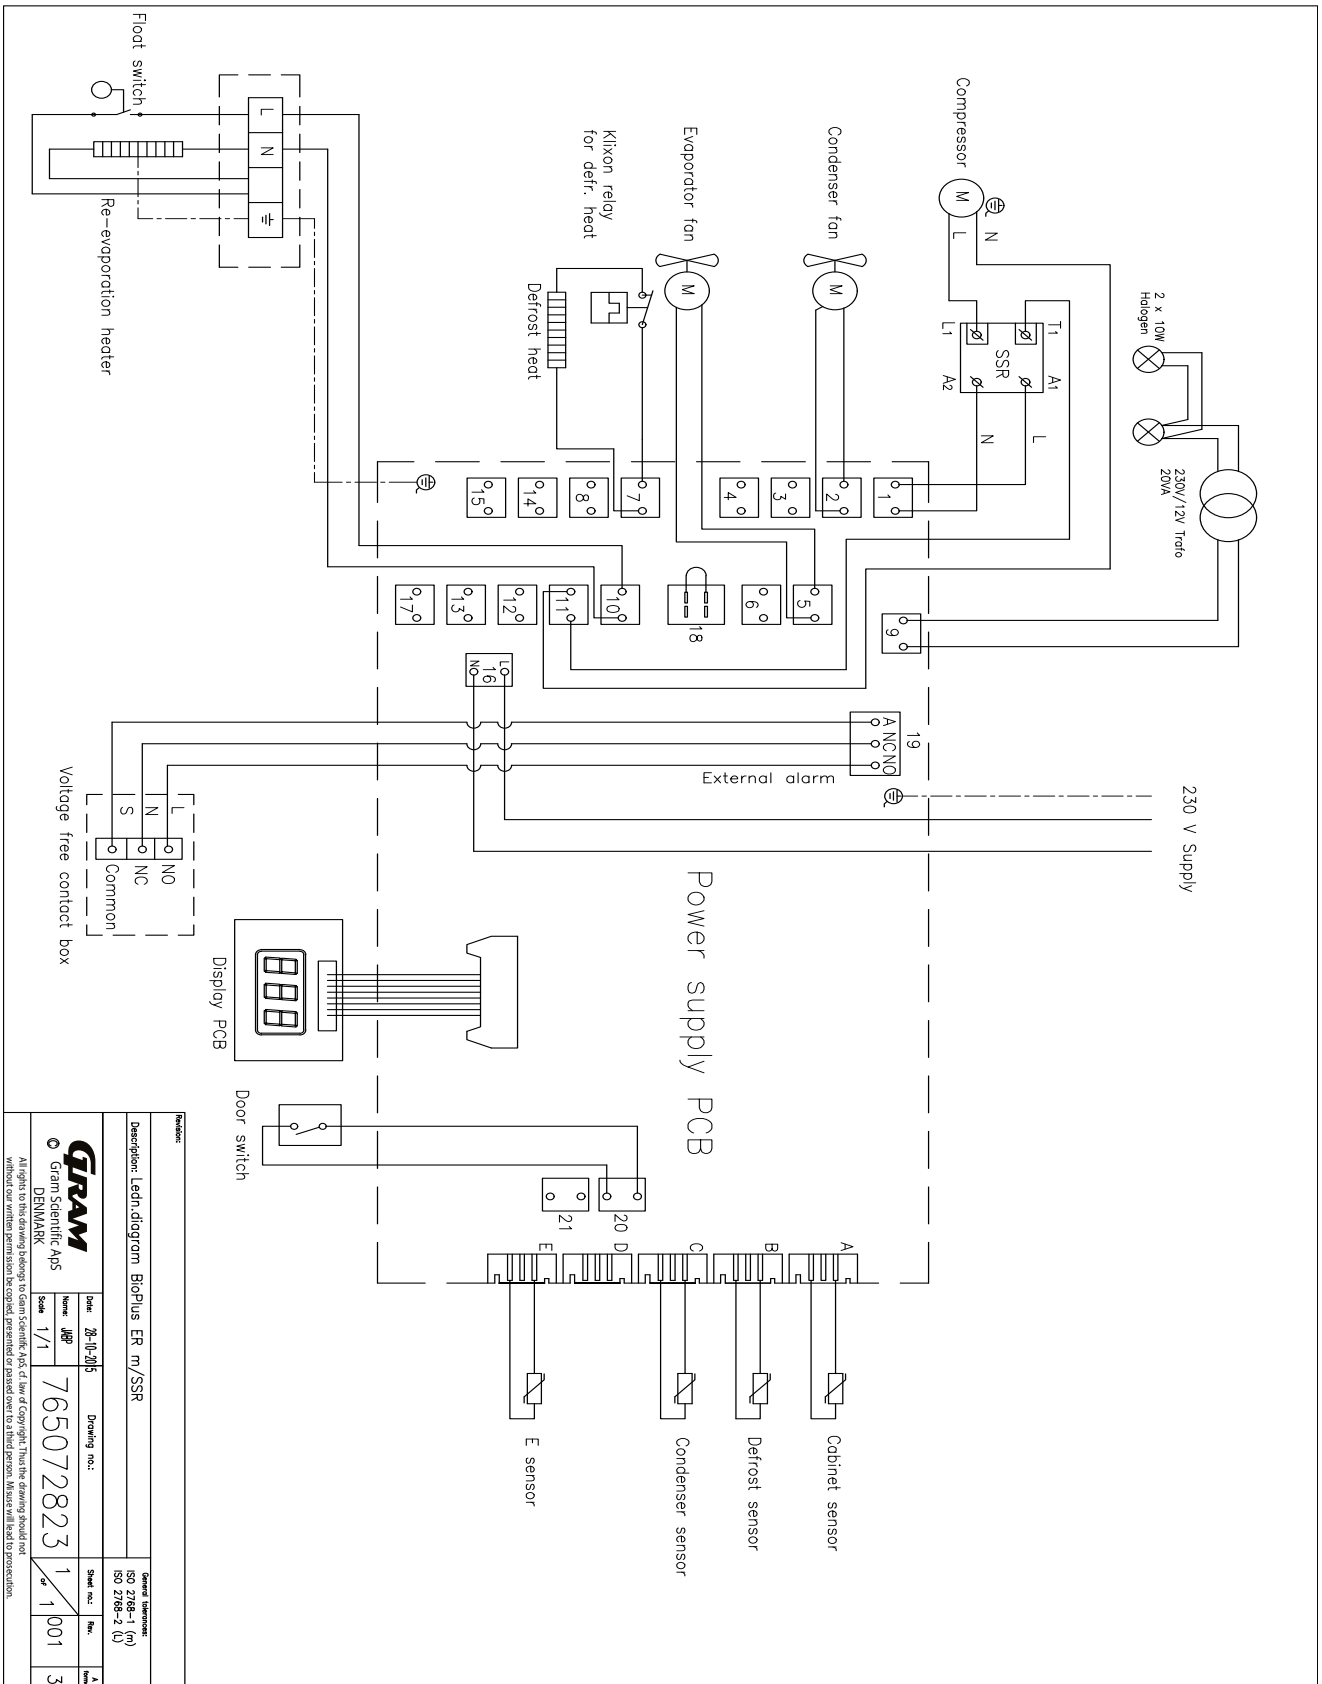 2 x 10W
Halogen
230V/12V Trafo
20VA
230 V Supply
Compressor
M
N
L
T1
L1
SSR
A1
A2
L
N
Condenser fan
M
Evaporator fan
M
Klixon relay
for defr. heat
Defrost heat
Float switch
L
N
Re-evaporation heater
1
2
3
4
7
8
14
15
9
5
6
18
11
10
12
13
17
L
16
N
19
A NC NO
External alarm
Voltage free contact box
L
N
S
NO
NC
Common
Power supply PCB
Display PCB
Door switch
20
21
A
B
C
D
E
Cabinet sensor
Defrost sensor
Condenser sensor
E sensor
Revision:
Description: Ledn.diagram BioPlus ER m/SSR
General tolerances:
ISO 2768-1 (m)
ISO 2768-2 (L)
GRAM
© Gram Scientific ApS
DENMARK
Date: 28-10-2015
Name: JABP
Scale 1/1
Drawing no.:
765072823
Sheet no.:
1 OF 1
Rev.
001
A
3
All rights to this drawing belongs to Gram Scientific ApS, cf. law of Copyright. Thus the drawing should not
without our written permission be copied, presented or passed over to a third person. Misuse will lead to prosecution.